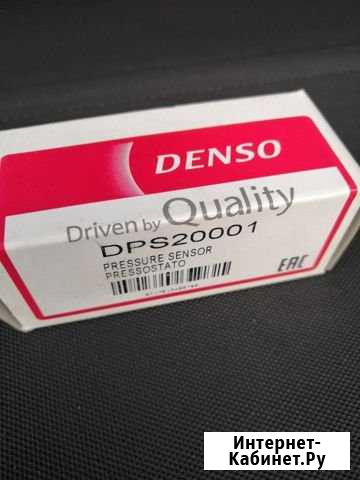 DENSO
Driven by Quality
DPS20001
PRESSURE SENSOR
PRESSOSTATO
EAC
Интернет-
Кабинет.Ру